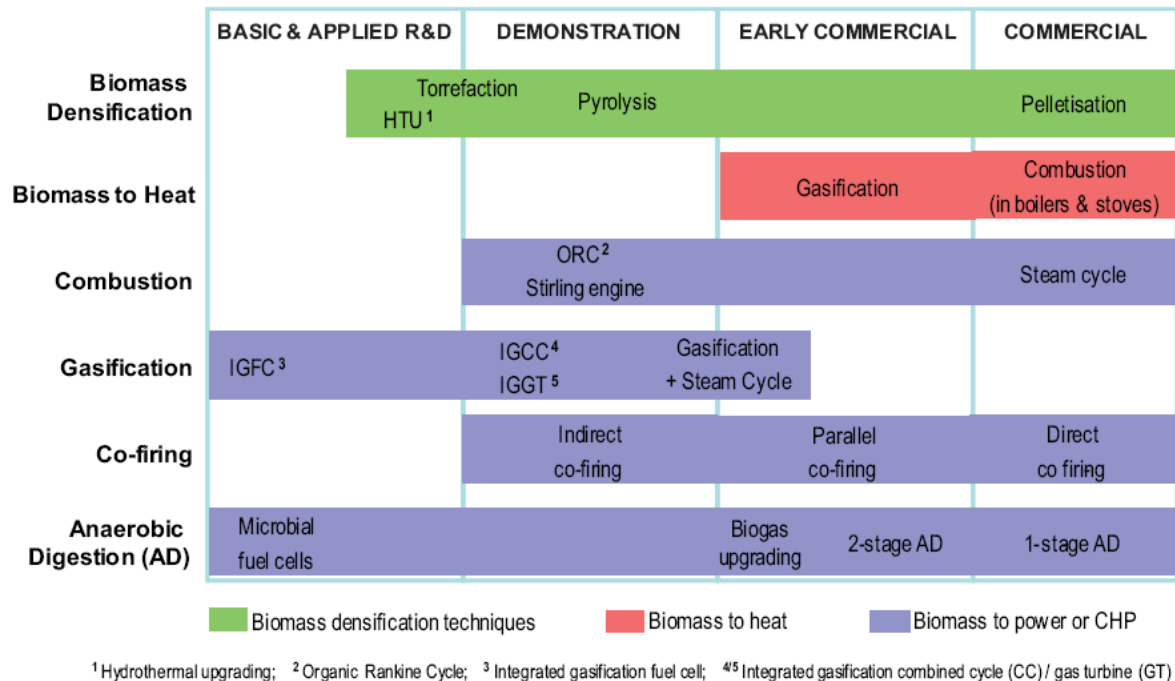 BASIC & APPLIED R&D DEMONSTRATION EARLY COMMERCIAL COMMERCIAL
Biomass
Densification
Torrefaction
HTU ¹
Pyrolysis
Pelletisation
Biomass to Heat
Gasification
Combustion
(in boilers & stoves)
Combustion
ORC ²
Stirling engine
Steam cycle
Gasification
IGFC ³
IGCC ⁴
IGGT ⁵
Gasification
+ Steam Cycle
Co-firing
Indirect
co-firing
Parallel
co-firing
Direct
co firing
Anaerobic
Digestion (AD)
Microbial
fuel cells
Biogas
upgrading
2-stage AD
1-stage AD
Biomass densification techniques Biomass to heat Biomass to power or CHP
¹ Hydrothermal upgrading; ² Organic Rankine Cycle; ³ Integrated gasification fuel cell; ⁴/⁵ Integrated gasification combined cycle (CC) / gas turbine (GT)